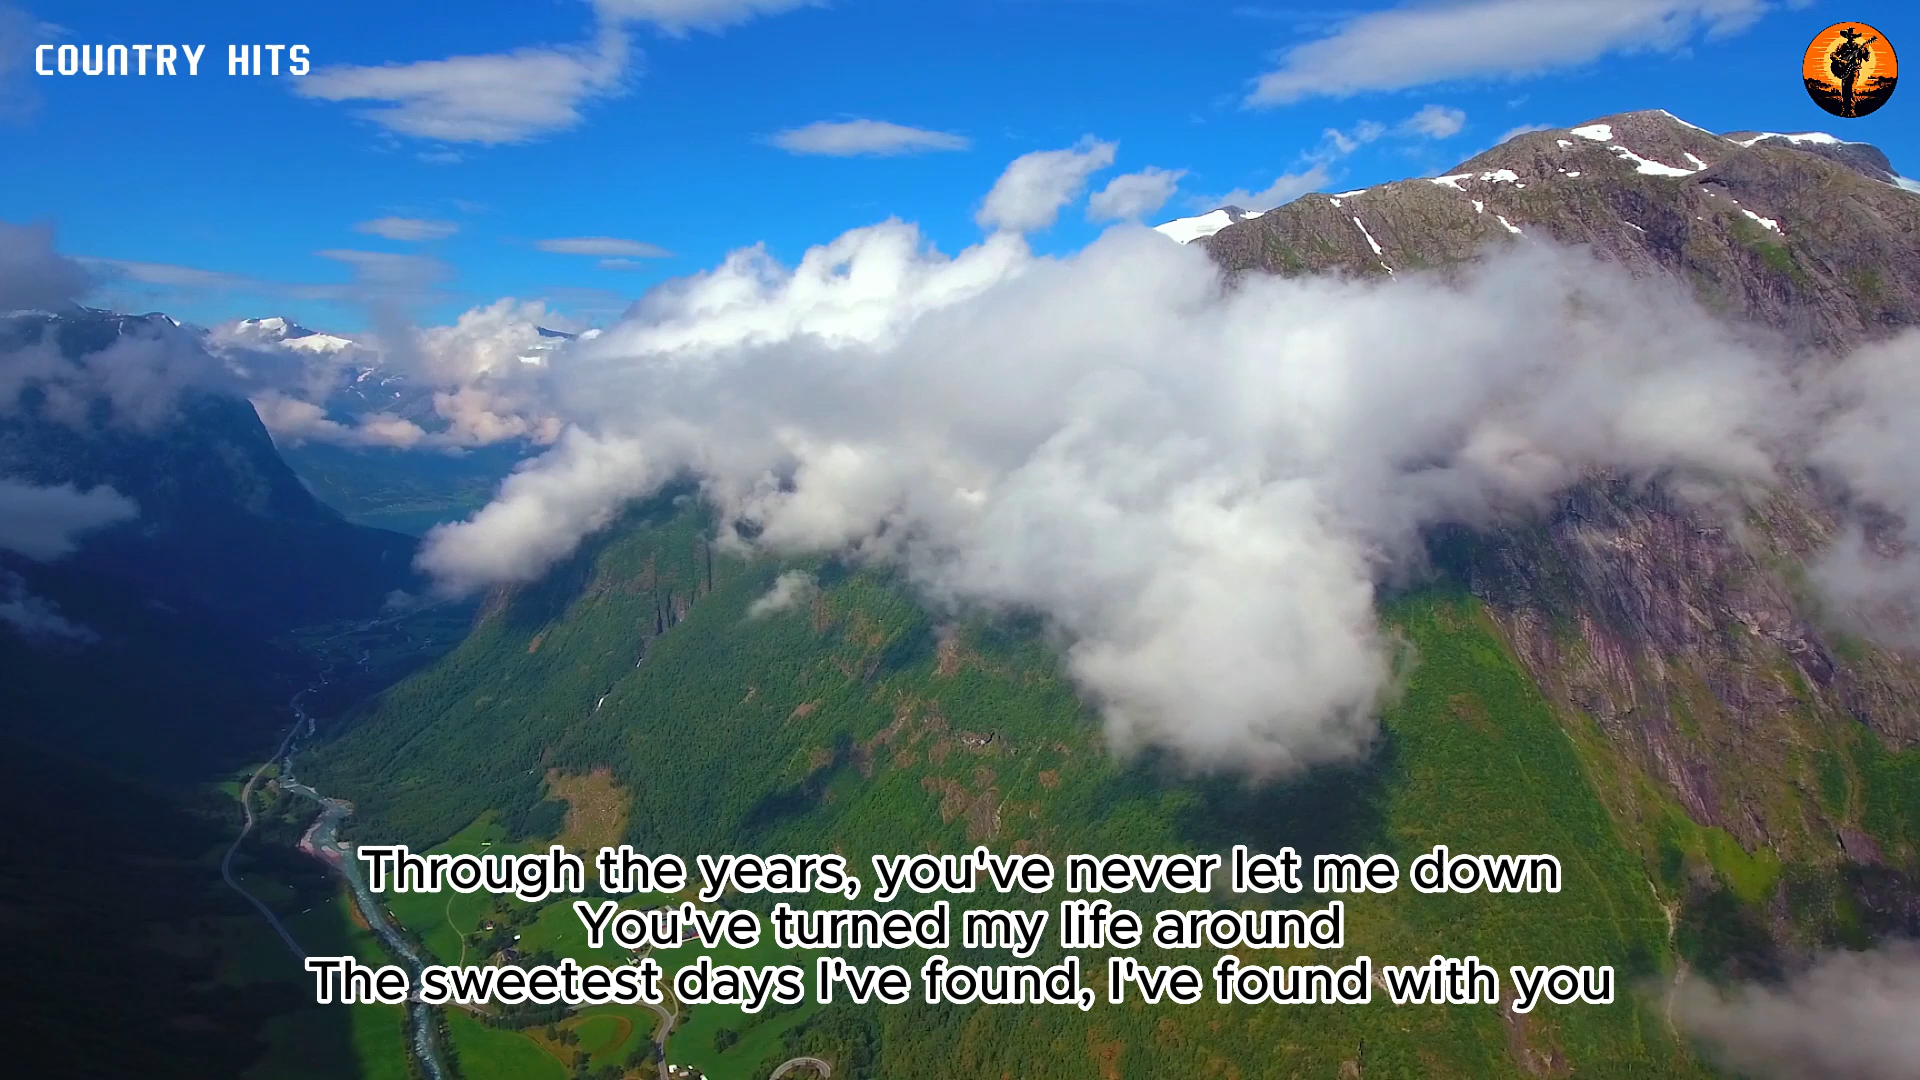 COUNTRY HITS
Through the years, you've never let me down
You've turned my life around
The sweetest days I've found, I've found with you